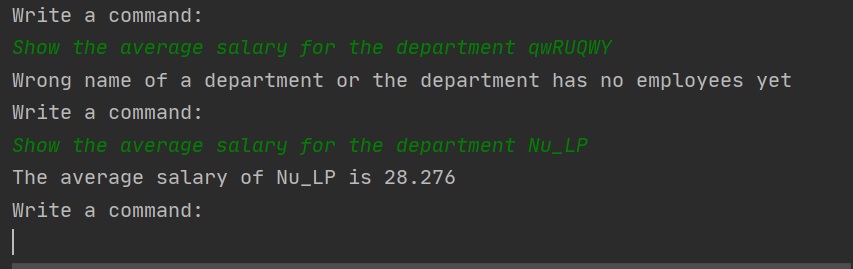 Write a command:
Show the average salary for the department qwRUQWY
Wrong name of a department or the department has no employees yet
Write a command:
Show the average salary for the department Nu_LP
The average salary of Nu_LP is 28.276
Write a command: